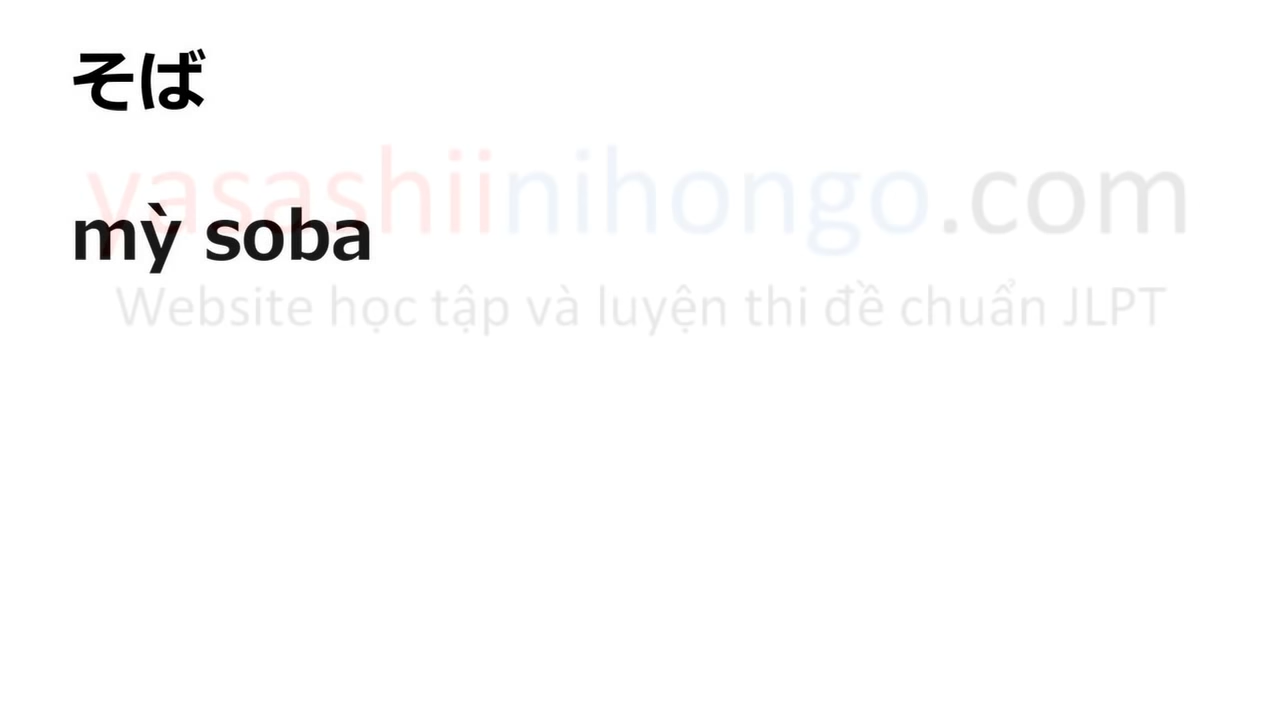 そば
yasashiinihongo.com
mỳ soba
Website học tập và luyện thi đề chuẩn JLPT